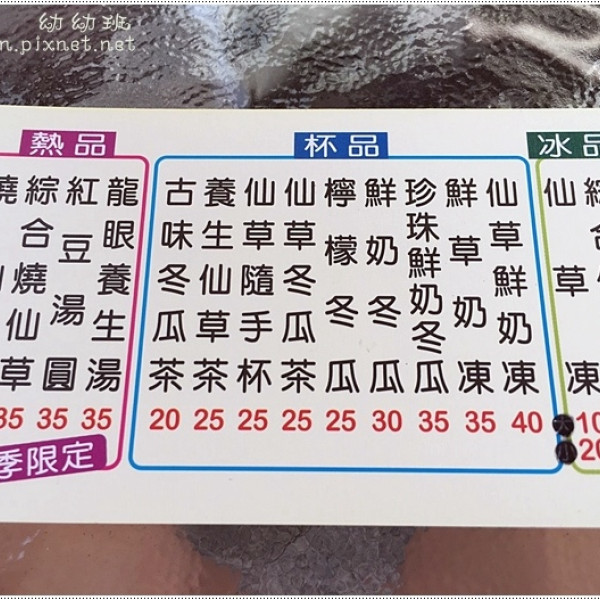 幼幼班
n.pixnet.net
熱品
綜合燒仙草
紅豆湯圓
龍眼養生湯
35 35 35
季限定
杯品
古味冬瓜茶
養生仙草茶
仙草隨手杯
仙草冬瓜茶
檸檬冬瓜
鮮奶冬瓜
珍珠鮮奶冬瓜
鮮草奶凍
仙草鮮奶凍
20 25 25 25 25 30 35 35 40
冰品
仙草凍